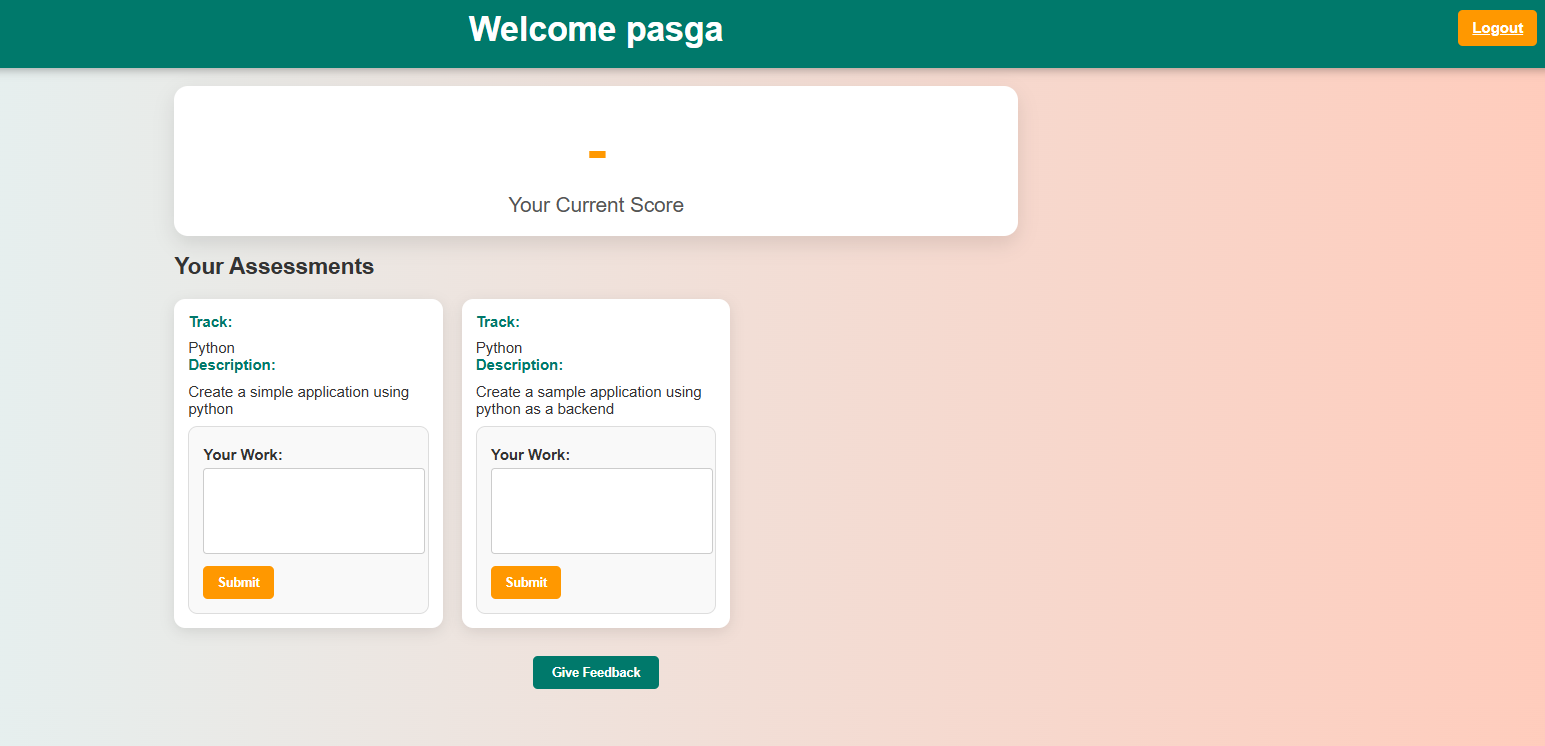 Welcome pasga
Logout
-
Your Current Score
Your Assessments
Track:
Python
Description:
Create a simple application using
python
Your Work:
Submit
Track:
Python
Description:
Create a sample application using
python as a backend
Your Work:
Submit
Give Feedback